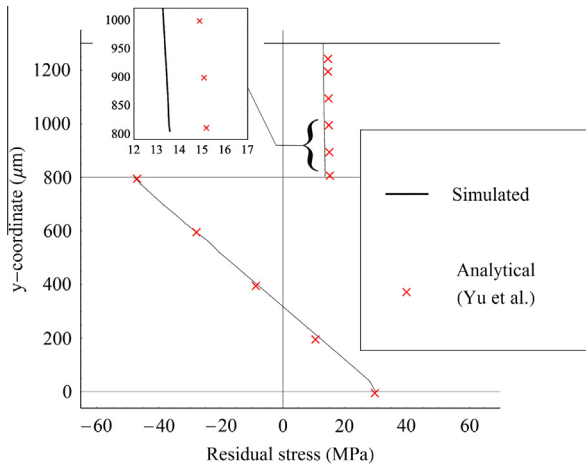 1000
950
900
850
800
12 13 14 15 16 17
1200
1000
800
600
400
200
0
y−coordinate (μm)
−60 −40 −20 0 20 40 60
Residual stress (MPa)
Simulated
Analytical
(Yu et al.)